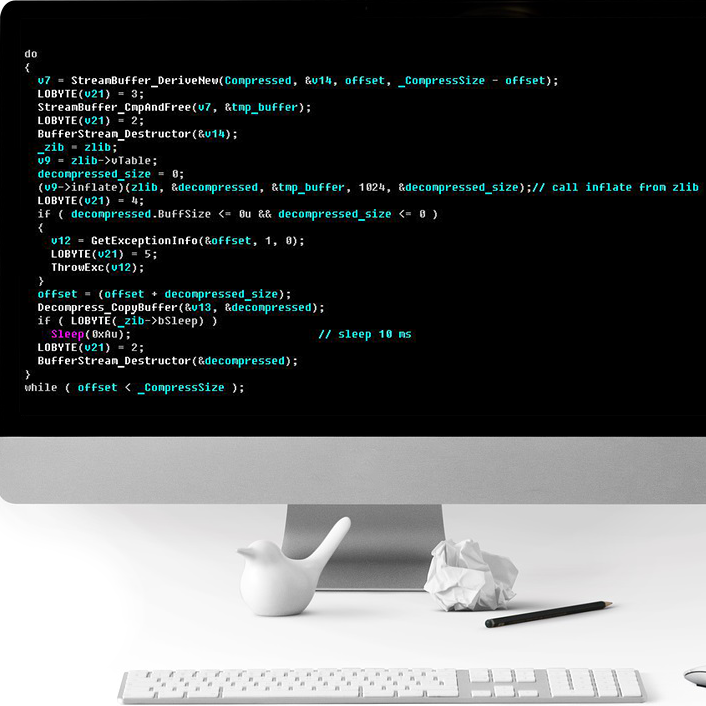 do
{
v7 = StreamBuffer_DeriveNew(Compressed, &v14, offset, _CompressSize - offset);
LOBYTE(v21) = 3;
StreamBuffer_CmpAndFree(v7, &tmp_buffer);
LOBYTE(v21) = 2;
BufferStream_Destructor(&v14);
_zib = zlib;
v9 = zlib->vTable;
decompressed_size = 0;
(v9->inflate)(zlib, &decompressed, &tmp_buffer, 1024, &decompressed_size);// call inflate from zlib
LOBYTE(v21) = 4;
if ( decompressed.BuffSize <= 0u && decompressed_size <= 0 )
{
v12 = GetExceptionInfo(&offset, 1, 0);
LOBYTE(v21) = 5;
ThrowExc(v12);
}
offset = (offset + decompressed_size);
Decompress_CopyBuffer(&v13, &decompressed);
if ( LOBYTE(_zib->bSleep) )
Sleep(0xAu); // sleep 10 ms
LOBYTE(v21) = 2;
BufferStream_Destructor(&decompressed);
}
while ( offset < _CompressSize );